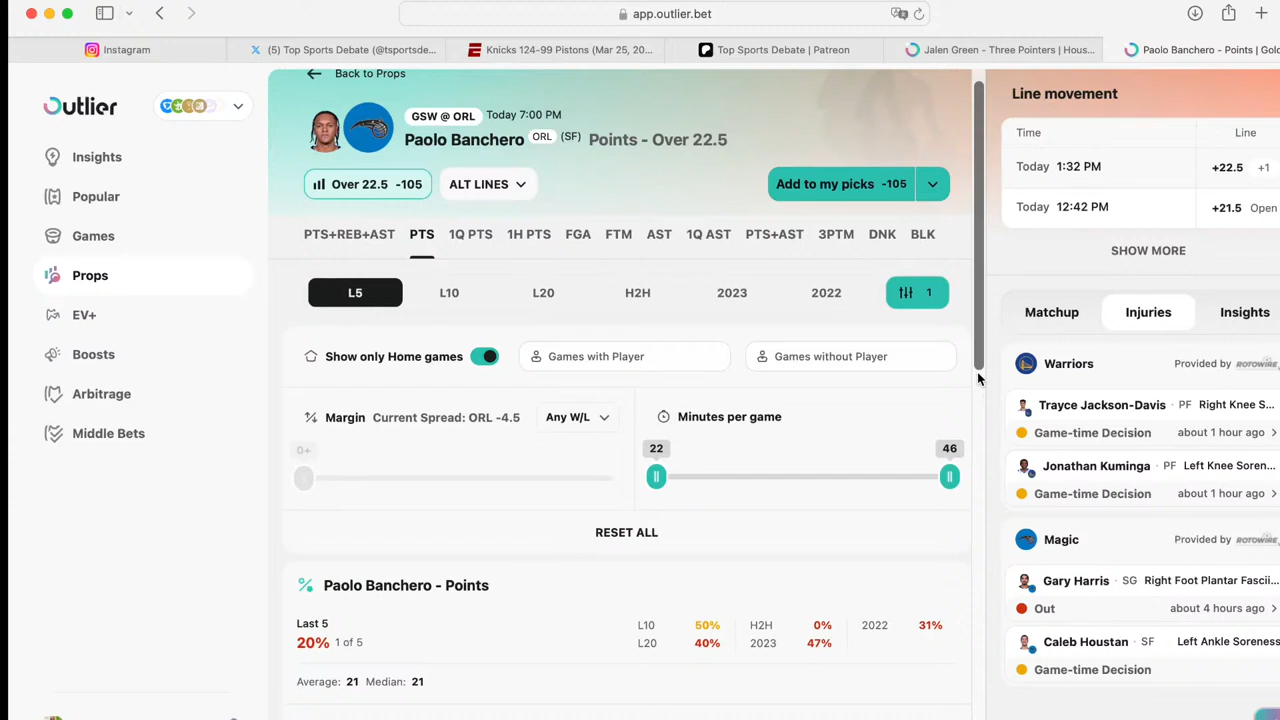 app.outlier.bet
Instagram
(5) Top Sports Debate (@tsportsde...
Knicks 124-99 Pistons (Mar 25, 20...
Top Sports Debate | Patreon
Jalen Green - Three Pointers | Hous...
Paolo Banchero - Points | Gold
Outlier
Insights
Popular
Games
Props
EV+
Boosts
Arbitrage
Middle Bets
Back to Props
GSW @ ORL Today 7:00 PM
Paolo Banchero ORL (SF) Points - Over 22.5
Over 22.5 -105 ALT LINES
Add to my picks -105
PTS+REB+AST PTS 1Q PTS 1H PTS FGA FTM AST 1Q AST PTS+AST 3PTM DNK BLK
L5 L10 L20 H2H 2023 2022 1
Show only Home games Games with Player Games without Player
Margin Current Spread: ORL -4.5 Any W/L
0+
Minutes per game
22 46
RESET ALL
Paolo Banchero - Points
Last 5
20% 1 of 5
L10 50% H2H 0% 2022 31%
L20 40% 2023 47%
Average: 21 Median: 21
Line movement
Time Line
Today 1:32 PM +22.5 +1
Today 12:42 PM +21.5 Open
SHOW MORE
Matchup Injuries Insights
Warriors Provided by ROTOWIRE
Trayce Jackson-Davis · PF Right Knee S...
Game-time Decision about 1 hour ago
Jonathan Kuminga · PF Left Knee Soren...
Game-time Decision about 1 hour ago
Magic Provided by ROTOWIRE
Gary Harris · SG Right Foot Plantar Fascii...
Out about 4 hours ago
Caleb Houstan · SF Left Ankle Soreness
Game-time Decision